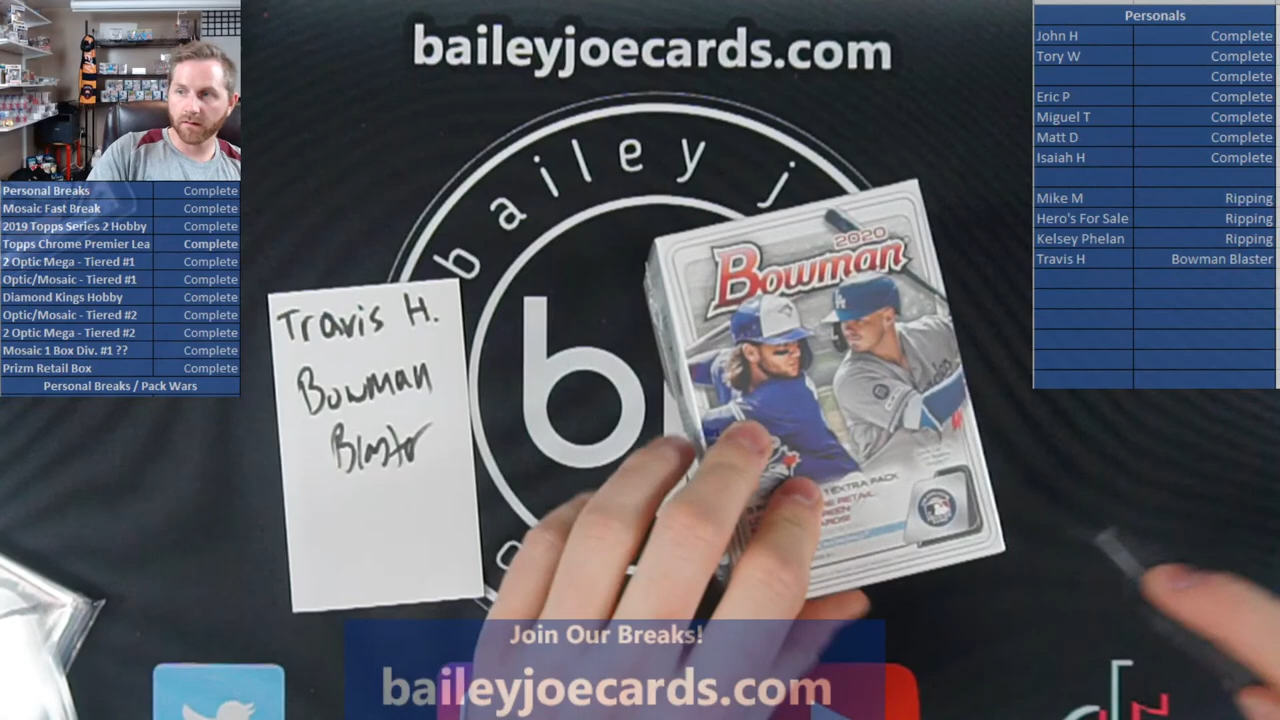 baileyjoecards.com
Personals
John H Complete
Tory W Complete
Complete
Eric P Complete
Miguel T Complete
Matt D Complete
Isaiah H Complete
Mike M Ripping
Hero's For Sale Ripping
Kelsey Phelan Ripping
Travis H Bowman Blaster
Personal Breaks Complete
Mosaic Fast Break Complete
2019 Topps Series 2 Hobby Complete
Topps Chrome Premier Lea Complete
2 Optic Mega - Tiered #1 Complete
Optic/Mosaic - Tiered #1 Complete
Diamond Kings Hobby Complete
Optic/Mosaic - Tiered #2 Complete
2 Optic Mega - Tiered #2 Complete
Mosaic 1 Box Div. #1 ?? Complete
Prizm Retail Box Complete
Personal Breaks / Pack Wars
bailey j
b
Travis H.
Bowman
Blaster
2020
Bowman
EXTRA PACK
RETAIL
Join Our Breaks!
baileyjoecards.com